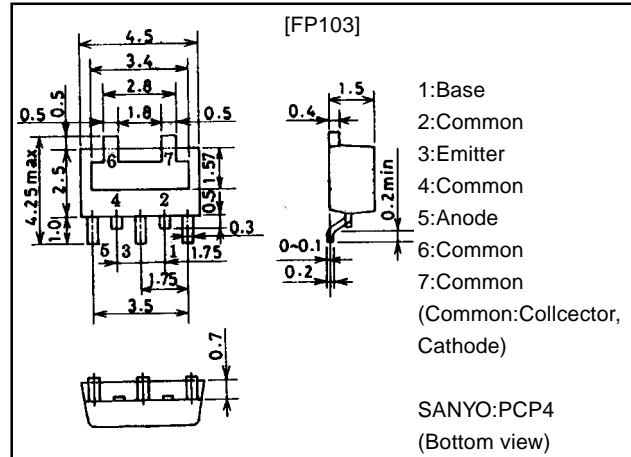 [FP103]
4.5
3.4
2.8
0.5 1.8 0.5
0.5
6 7
4.25max
2.5
1.0
1.57
0.5
4 2
0.3
5 3 1 1.75
1.75
3.5
0.7
1.5
0.4
0.2min
0~0.1
0.2
1:Base
2:Common
3:Emitter
4:Common
5:Anode
6:Common
7:Common
(Common:Collcector,
Cathode)
SANYO:PCP4
(Bottom view)